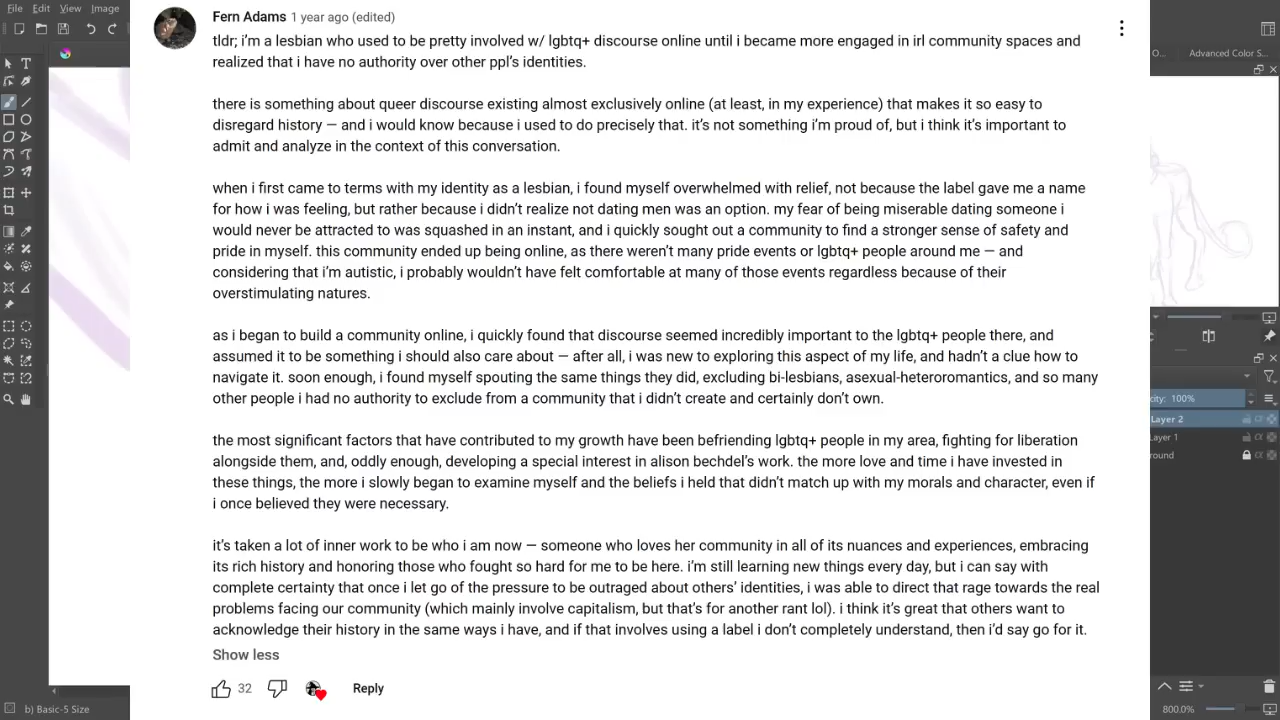 File Edit View Image
Fern Adams 1 year ago (edited)
tldr; i'm a lesbian who used to be pretty involved w/ lgbtq+ discourse online until i became more engaged in irl community spaces and
realized that i have no authority over other ppl's identities.
there is something about queer discourse existing almost exclusively online (at least, in my experience) that makes it so easy to
disregard history — and i would know because i used to do precisely that. it's not something i'm proud of, but i think it's important to
admit and analyze in the context of this conversation.
when i first came to terms with my identity as a lesbian, i found myself overwhelmed with relief, not because the label gave me a name
for how i was feeling, but rather because i didn't realize not dating men was an option. my fear of being miserable dating someone i
would never be attracted to was squashed in an instant, and i quickly sought out a community to find a stronger sense of safety and
pride in myself. this community ended up being online, as there weren't many pride events or lgbtq+ people around me — and
considering that i'm autistic, i probably wouldn't have felt comfortable at many of those events regardless because of their
overstimulating natures.
as i began to build a community online, i quickly found that discourse seemed incredibly important to the lgbtq+ people there, and
assumed it to be something i should also care about — after all, i was new to exploring this aspect of my life, and hadn't a clue how to
navigate it. soon enough, i found myself spouting the same things they did, excluding bi-lesbians, asexual-heteroromantics, and so many
other people i had no authority to exclude from a community that i didn't create and certainly don't own.
the most significant factors that have contributed to my growth have been befriending lgbtq+ people in my area, fighting for liberation
alongside them, and, oddly enough, developing a special interest in alison bechdel's work. the more love and time i have invested in
these things, the more i slowly began to examine myself and the beliefs i held that didn't match up with my morals and character, even if
i once believed they were necessary.
it's taken a lot of inner work to be who i am now — someone who loves her community in all of its nuances and experiences, embracing
its rich history and honoring those who fought so hard for me to be here. i'm still learning new things every day, but i can say with
complete certainty that once i let go of the pressure to be outraged about others' identities, i was able to direct that rage towards the real
problems facing our community (which mainly involve capitalism, but that's for another rant lol). i think it's great that others want to
acknowledge their history in the same ways i have, and if that involves using a label i don't completely understand, then i'd say go for it.
Show less
32 Reply
O... Advanced Color S...
city: 100%
Layer 2
ayer 1
round
b) Basic-5 Size
800.0%